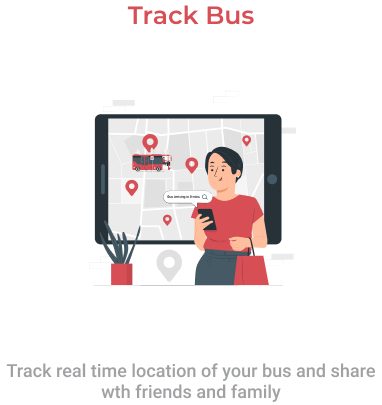 Track Bus
Bus Arriving in 5 mins
Track real time location of your bus and share
wth friends and family